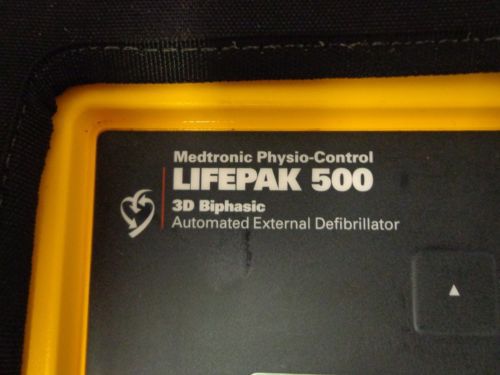 Medtronic Physio-Control
LIFEPAK 500
3D Biphasic
Automated External Defibrillator